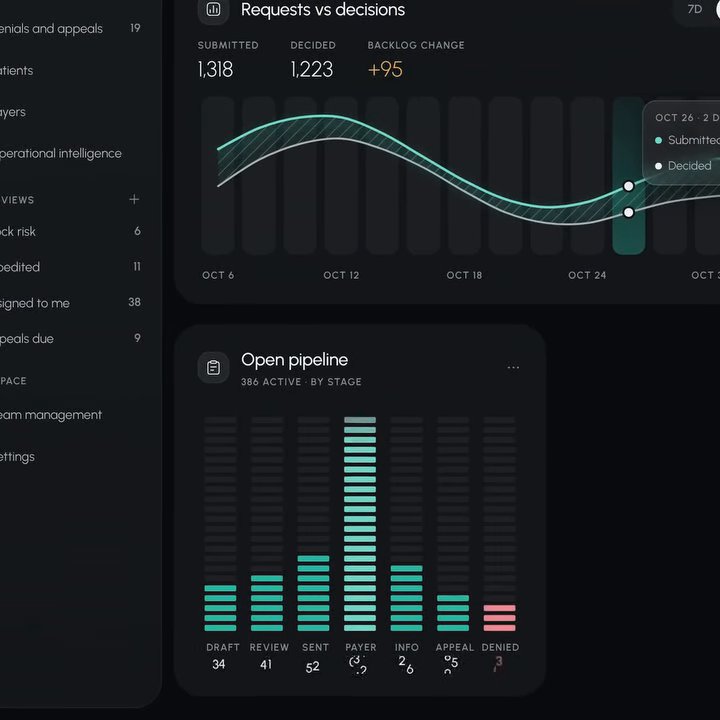 enials and appeals 19
atients
ayers
perational intelligence
VIEWS +
ck risk 6
pedited 11
signed to me 38
peals due 9
PACE
eam management
ettings
Requests vs decisions 7D
SUBMITTED DECIDED BACKLOG CHANGE
1,318 1,223 +95
OCT 26 · 2 D
Submitted
Decided
OCT 6 OCT 12 OCT 18 OCT 24 OCT 3
Open pipeline ...
386 ACTIVE · BY STAGE
DRAFT REVIEW SENT PAYER INFO APPEAL DENIED
34 41 52